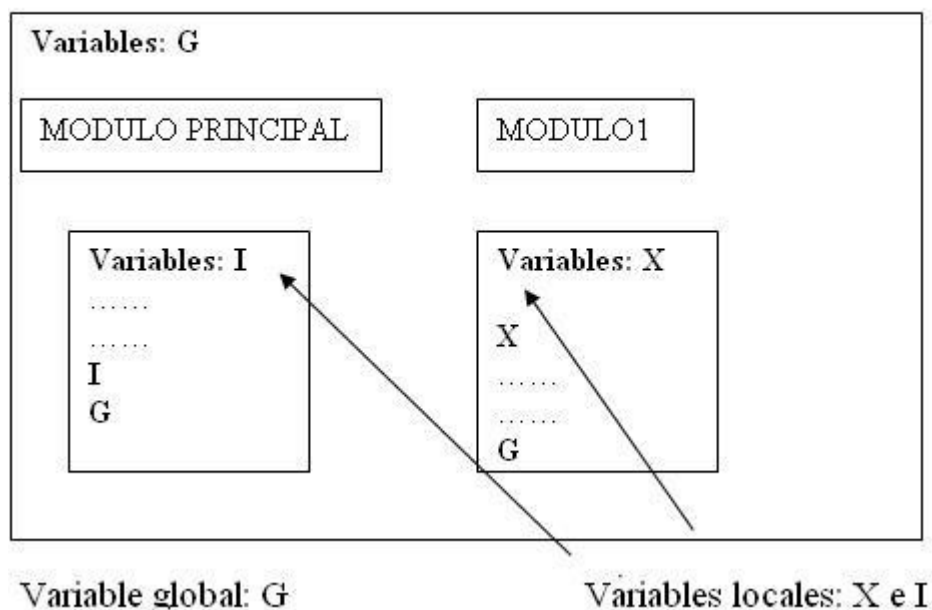 Variables: G
MODULO PRINCIPAL
MODULO1
Variables: I
......
......
I
G
Variables: X
X
......
......
G
Variable global: G
Variables locales: X e I